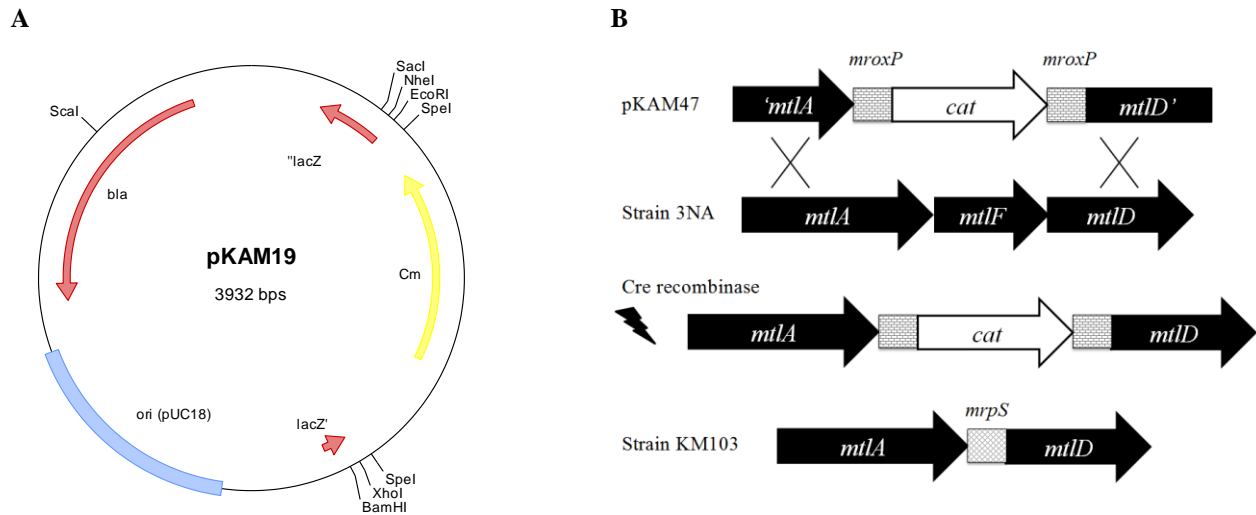 A
SacI
NheI
EcoRI
SpeI
ScaI
"lacZ
bla
pKAM19
3932 bps
Cm
ori (pUC18)
lacZ'
SpeI
XhoI
BamHI
B
mroxP
mroxP
pKAM47
‘mtlA
cat
mtlD’
Strain 3NA
mtlA
mtlF
mtlD
Cre recombinase
mtlA
cat
mtlD
mrpS
Strain KM103
mtlA
mtlD